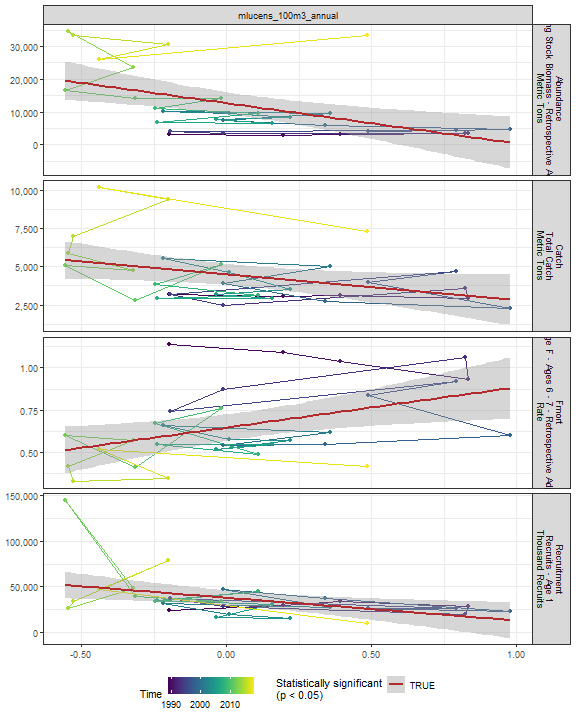 mlucens_100m3_annual
30,000
20,000
10,000
0
Abundance
Stock Biomass - Retrospective
Metric Tons
10,000
7,500
5,000
2,500
Catch
Total Catch
Metric Tons
1.00
0.75
0.50
Fmort
F - Ages 6 - 7 - Retrospective
Rate
150,000
100,000
50,000
0
Recruitment
Recruits - Age 1
Thousand Recruits
-0.50
0.00
0.50
1.00
Time
1990 2000 2010
Statistically significant
(p < 0.05)
TRUE